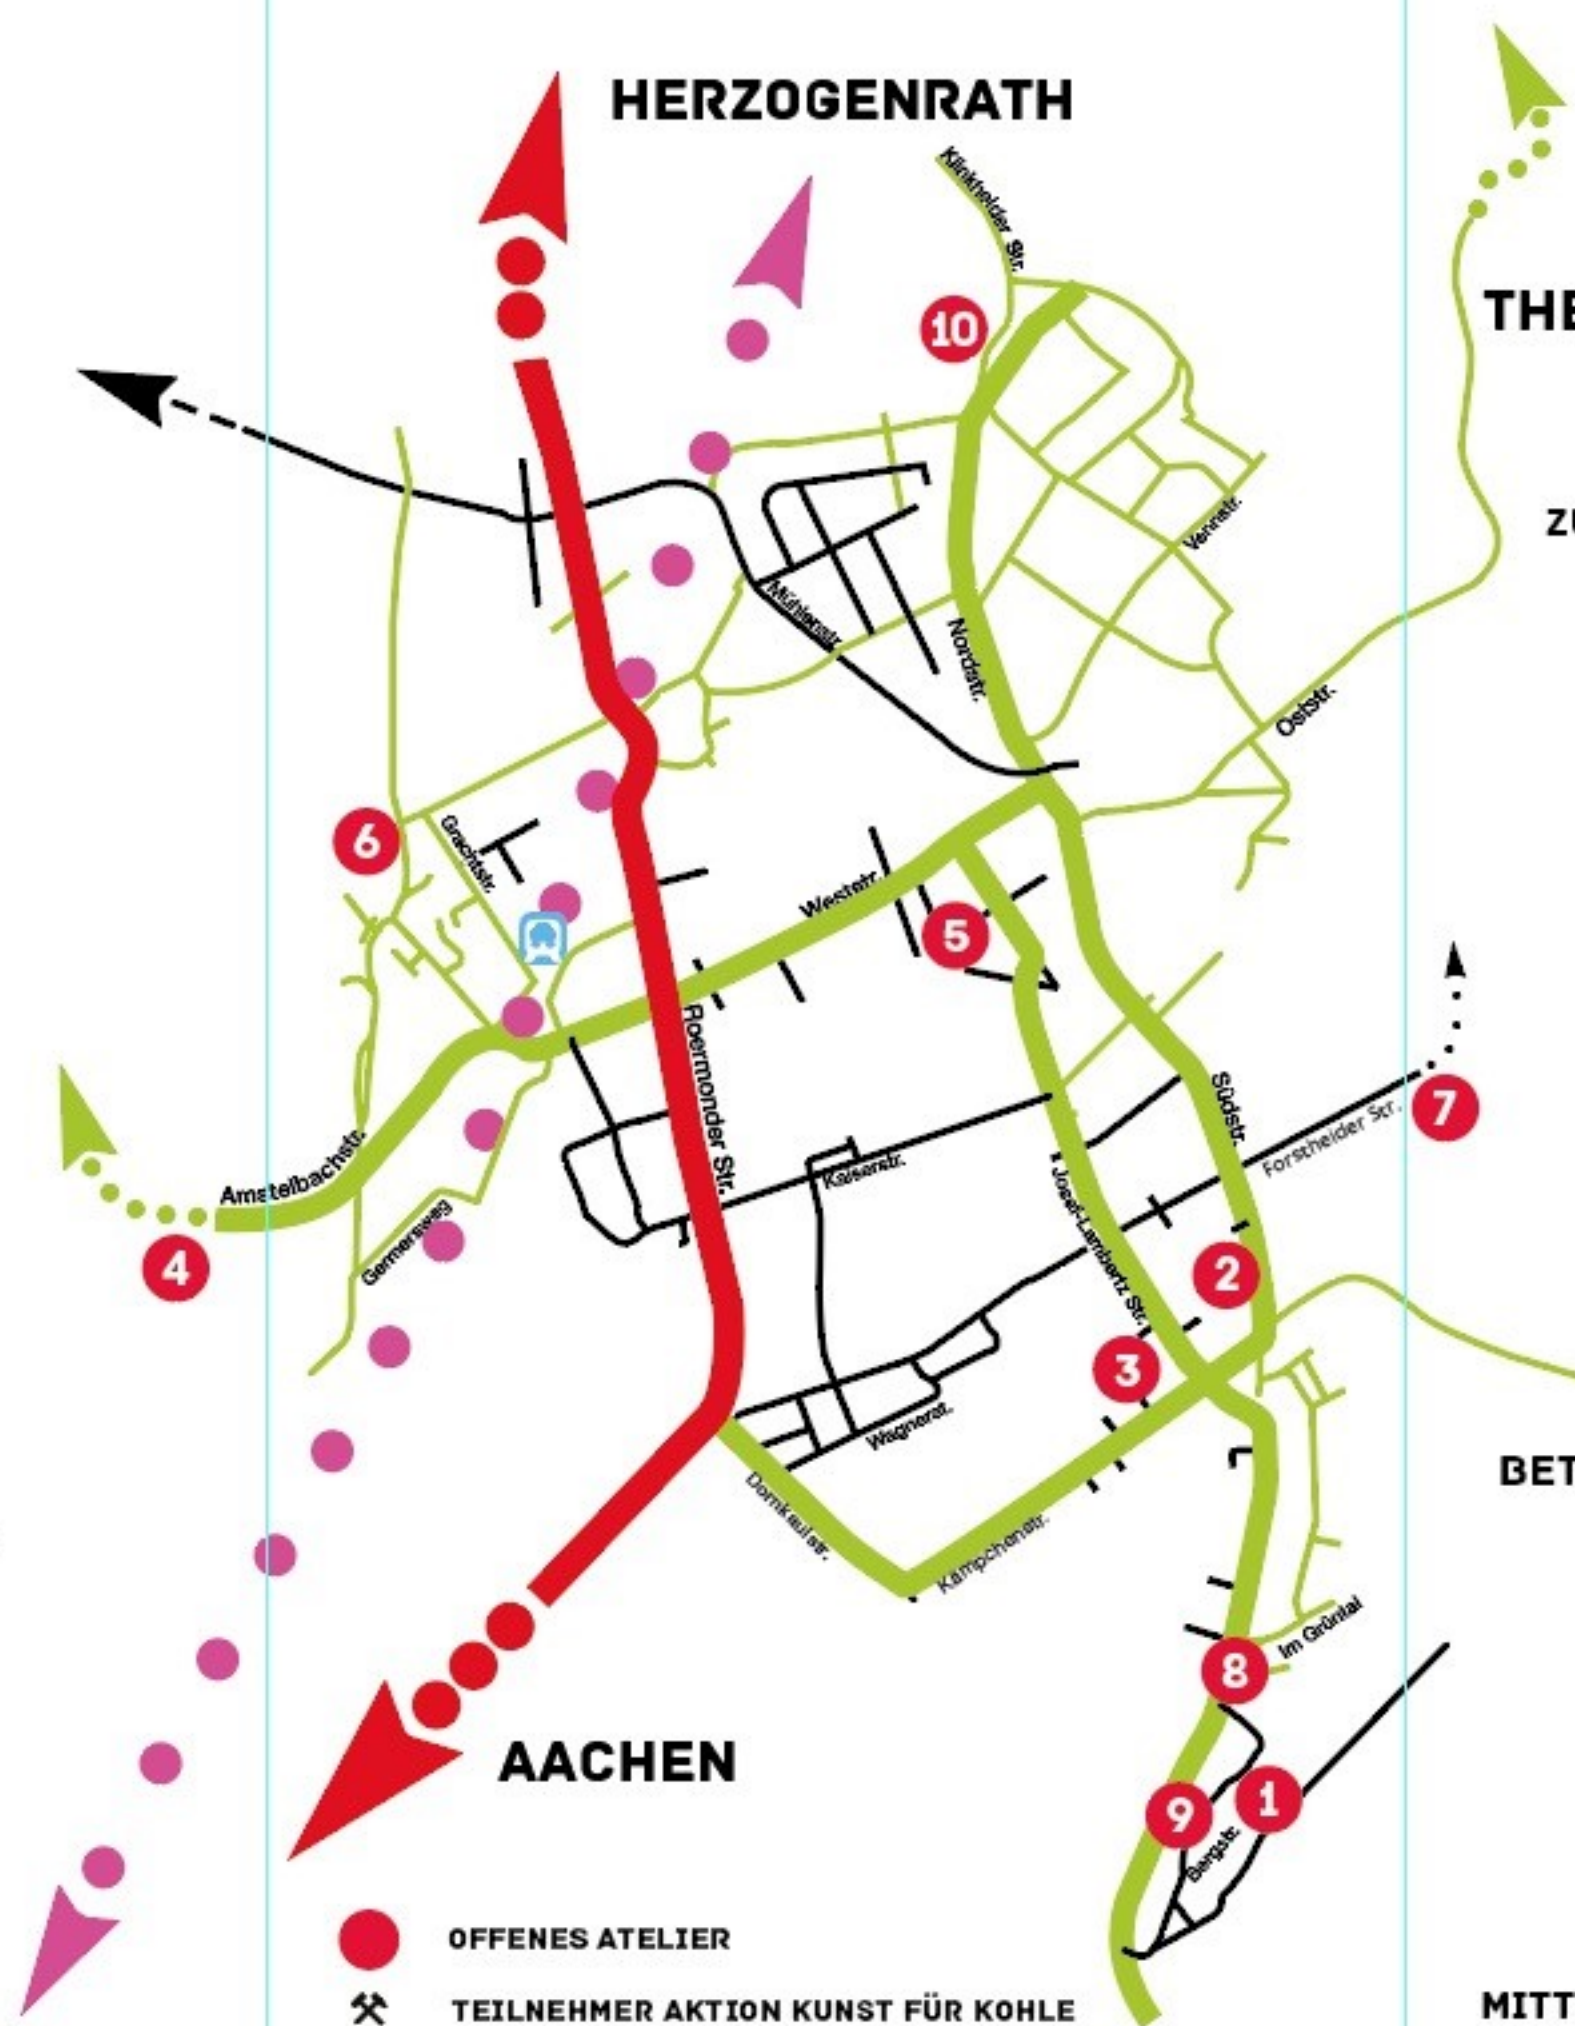 HERZOGENRATH
Klinkheider Str.
THE
10
ZU
Vennstr.
Mühlenstr.
Nordstr.
Oststr.
6
Grachtstr.
Weststr.
5
Roermonder Str.
Südstr.
7
Forstheider Str.
Amstelbachstr.
Kaiserstr.
Josef-Lambertz Str.
Germersweg
4
2
3
Wagnerst.
BET
Dornkaulstr.
Kämpchenstr.
Im Grüntal
8
AACHEN
9
1
Bergstr.
OFFENES ATELIER
TEILNEHMER AKTION KUNST FÜR KOHLE
MITT